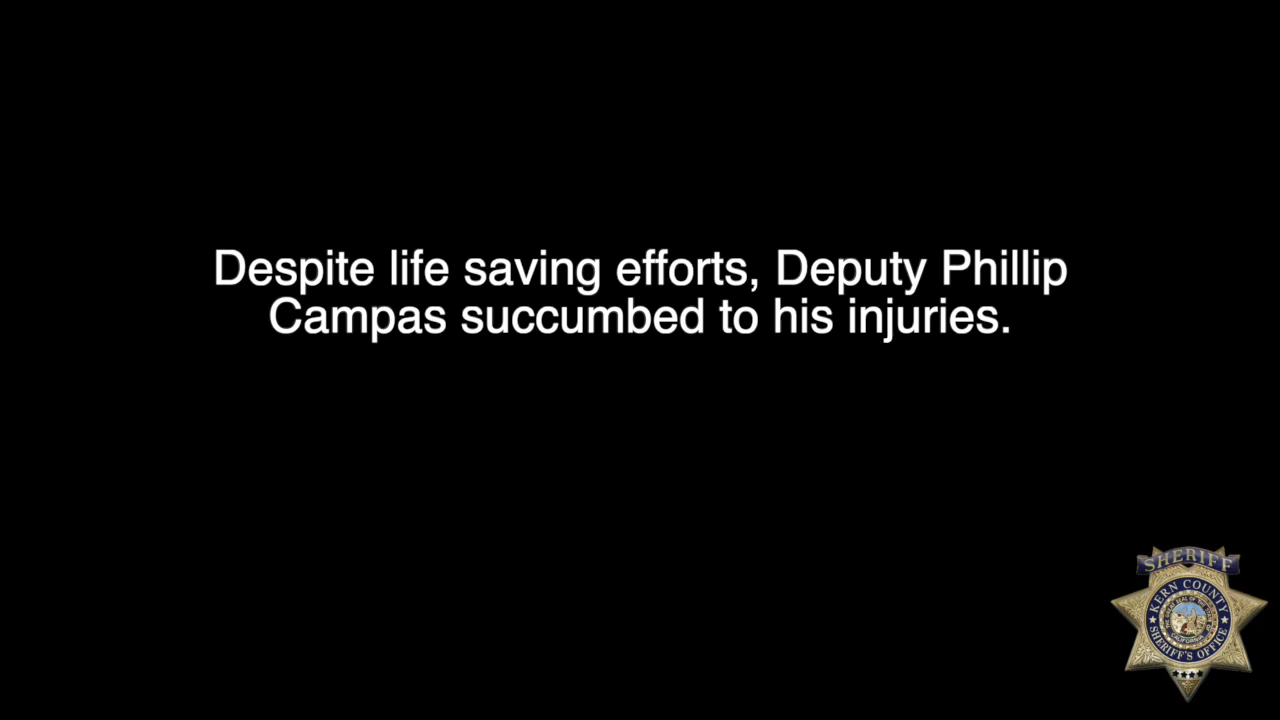 Despite life saving efforts, Deputy Phillip
Campas succumbed to his injuries.
SHERIFF
KERN COUNTY
SHERIFF'S OFFICE